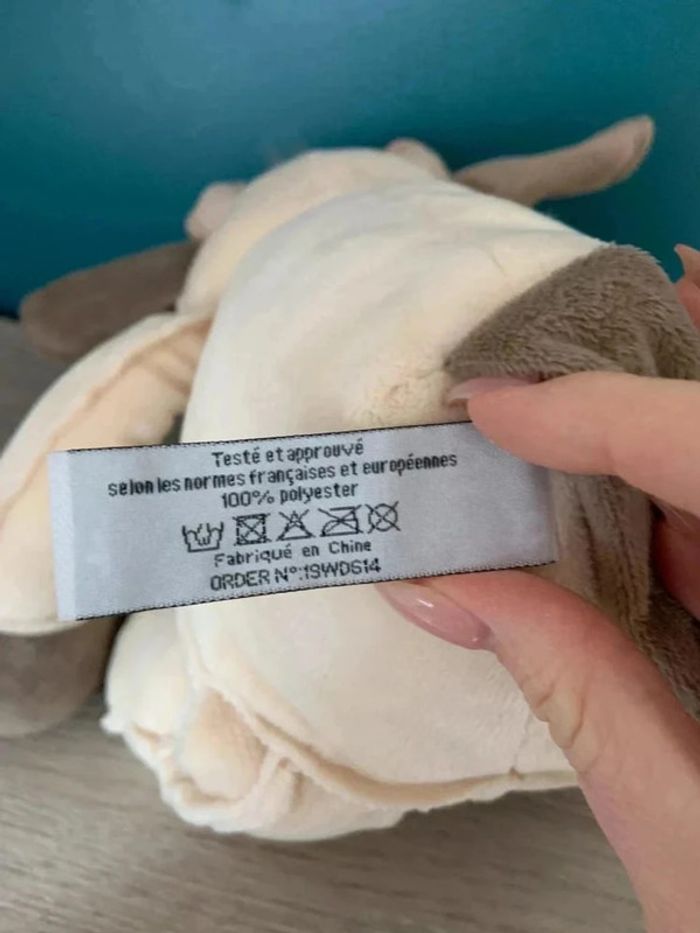 Testé et approuvé
selon les normes françaises et européennes
100% polyester
Fabriqué en Chine
ORDER N°:19WDS14